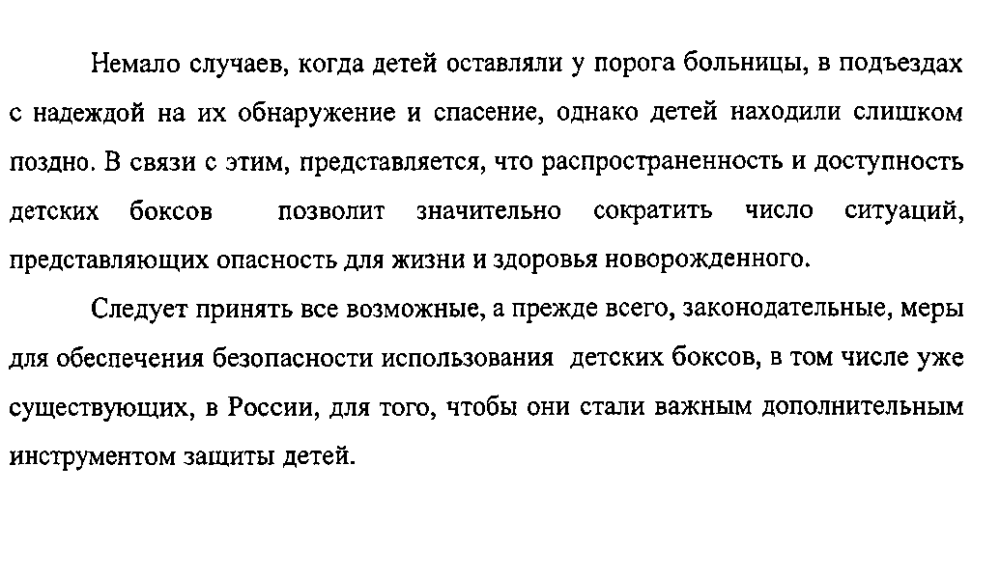 Немало случаев, когда детей оставляли у порога больницы, в подъездах
с надеждой на их обнаружение и спасение, однако детей находили слишком
поздно. В связи с этим, представляется, что распространенность и доступность
детских боксов позволит значительно сократить число ситуаций,
представляющих опасность для жизни и здоровья новорожденного.
Следует принять все возможные, а прежде всего, законодательные, меры
для обеспечения безопасности использования детских боксов, в том числе уже
существующих, в России, для того, чтобы они стали важным дополнительным
инструментом защиты детей.